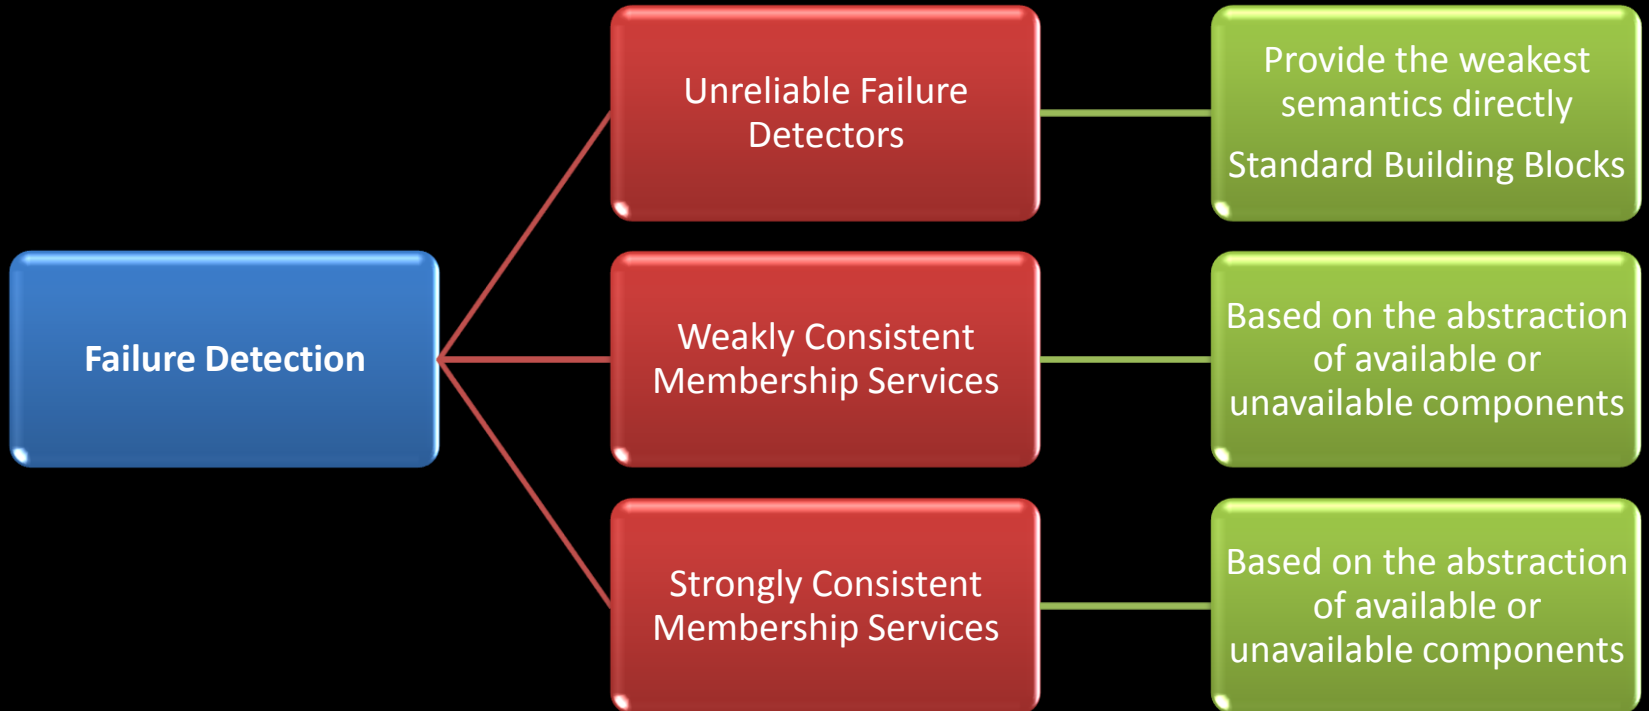 Failure Detection
Unreliable Failure
Detectors
Provide the weakest
semantics directly
Standard Building Blocks
Weakly Consistent
Membership Services
Based on the abstraction
of available or
unavailable components
Strongly Consistent
Membership Services
Based on the abstraction
of available or
unavailable components